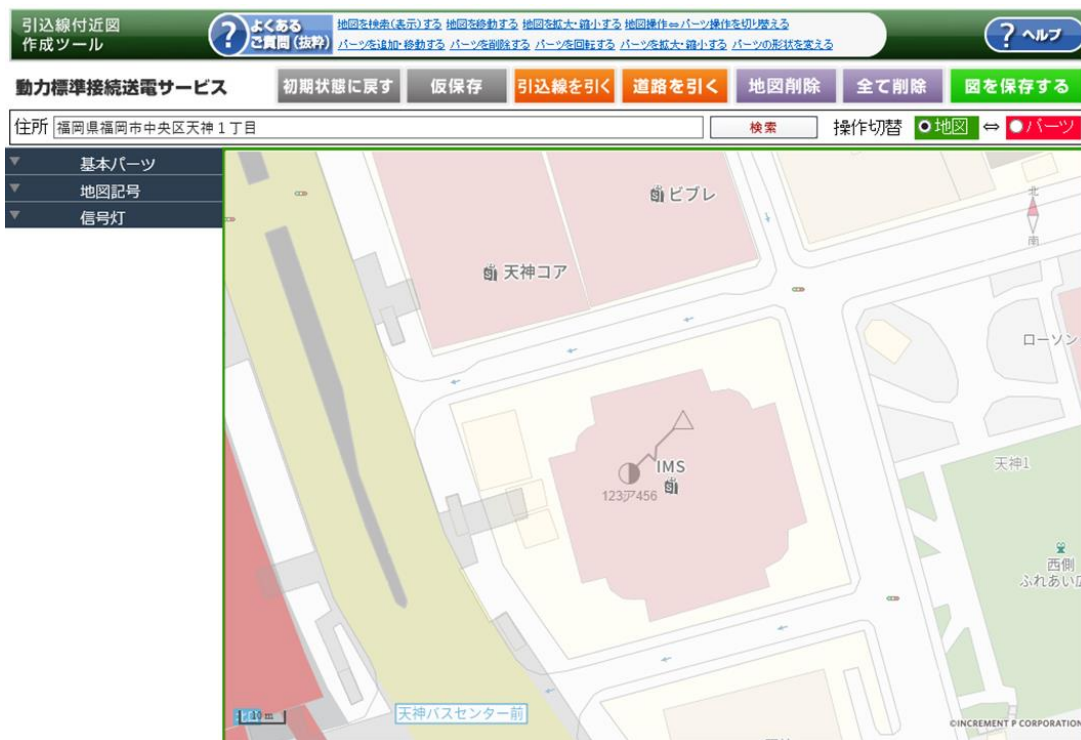 引込線付近図
作成ツール
よくある
ご質問(抜粋)
地図を検索(表示)する 地図を移動する 地図を拡大・縮小する 地図操作⇔パーツ操作を切り替える
パーツを追加・移動する パーツを削除する パーツを回転する パーツを拡大・縮小する パーツの形状を変える
? ヘルプ
動力標準接続送電サービス
初期状態に戻す 仮保存 引込線を引く 道路を引く 地図削除 全て削除 図を保存する
住所 福岡県福岡市中央区天神1丁目 検索 操作切替 地図 ⇔ パーツ
基本パーツ
地図記号
信号灯
ビブレ
北
南
天神コア
ローソン
IMS
123ア456
天神1
西側
ふれあい広
10m
天神バスセンター前
©INCREMENT P CORPORATION